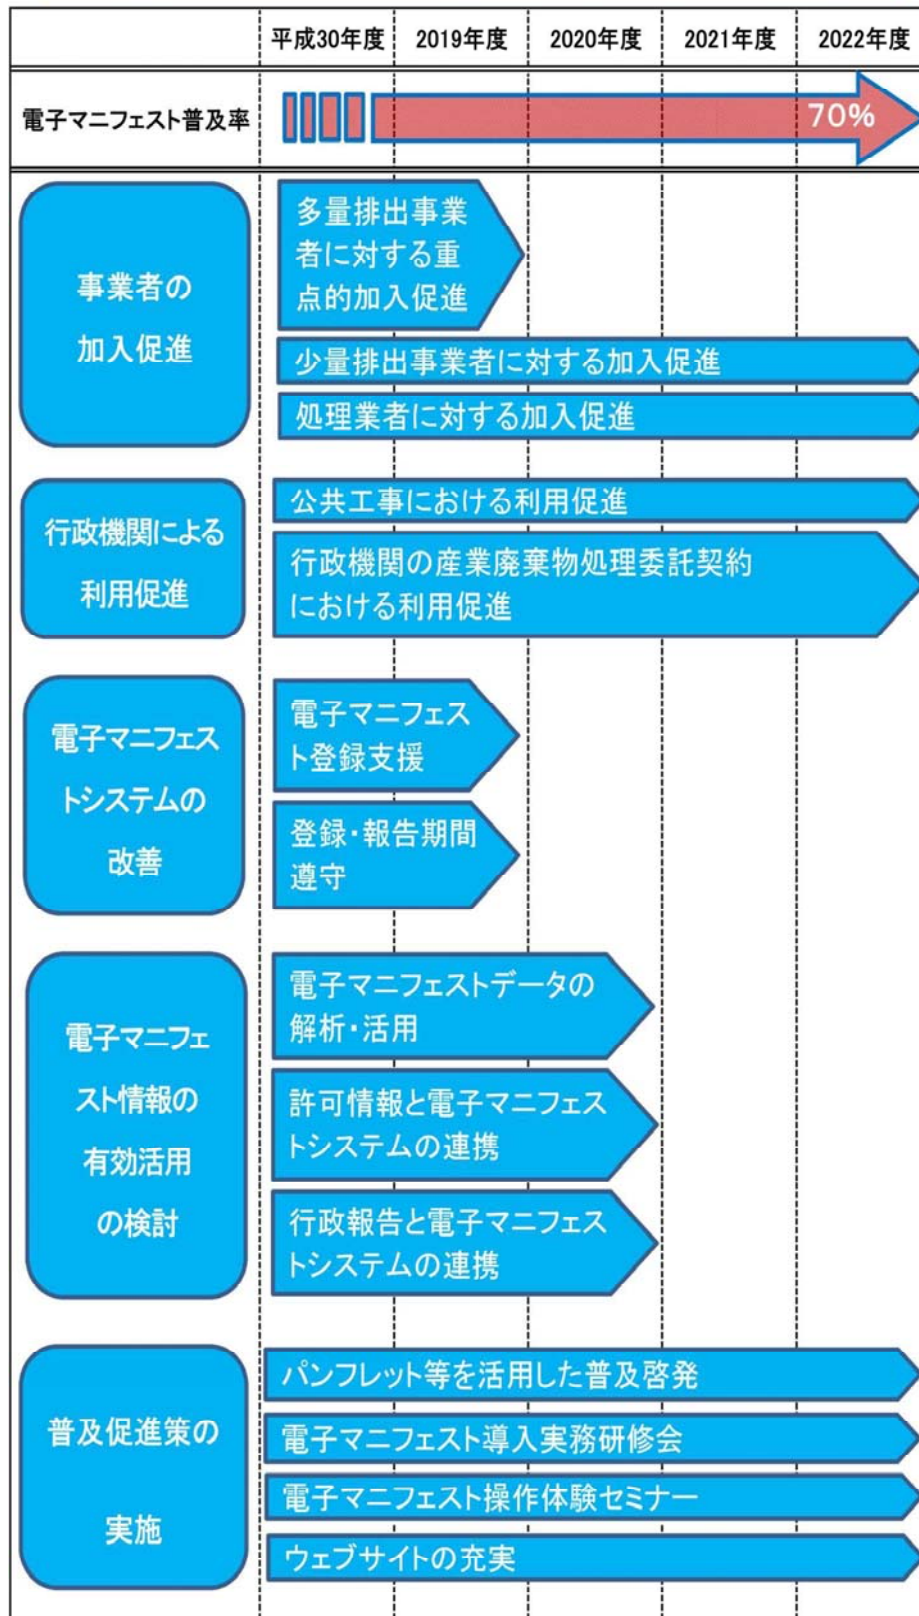 平成30年度 2019年度 2020年度 2021年度 2022年度
電子マニフェスト普及率
70%
事業者の
加入促進
多量排出事業
者に対する重
点的加入促進
少量排出事業者に対する加入促進
処理業者に対する加入促進
行政機関による
利用促進
公共工事における利用促進
行政機関の産業廃棄物処理委託契約
における利用促進
電子マニフェス
トシステムの
改善
電子マニフェス
ト登録支援
登録・報告期間
遵守
電子マニフェ
スト情報の
有効活用
の検討
電子マニフェストデータの
解析・活用
許可情報と電子マニフェス
トシステムの連携
行政報告と電子マニフェス
トシステムの連携
普及促進策の
実施
パンフレット等を活用した普及啓発
電子マニフェスト導入実務研修会
電子マニフェスト操作体験セミナー
ウェブサイトの充実